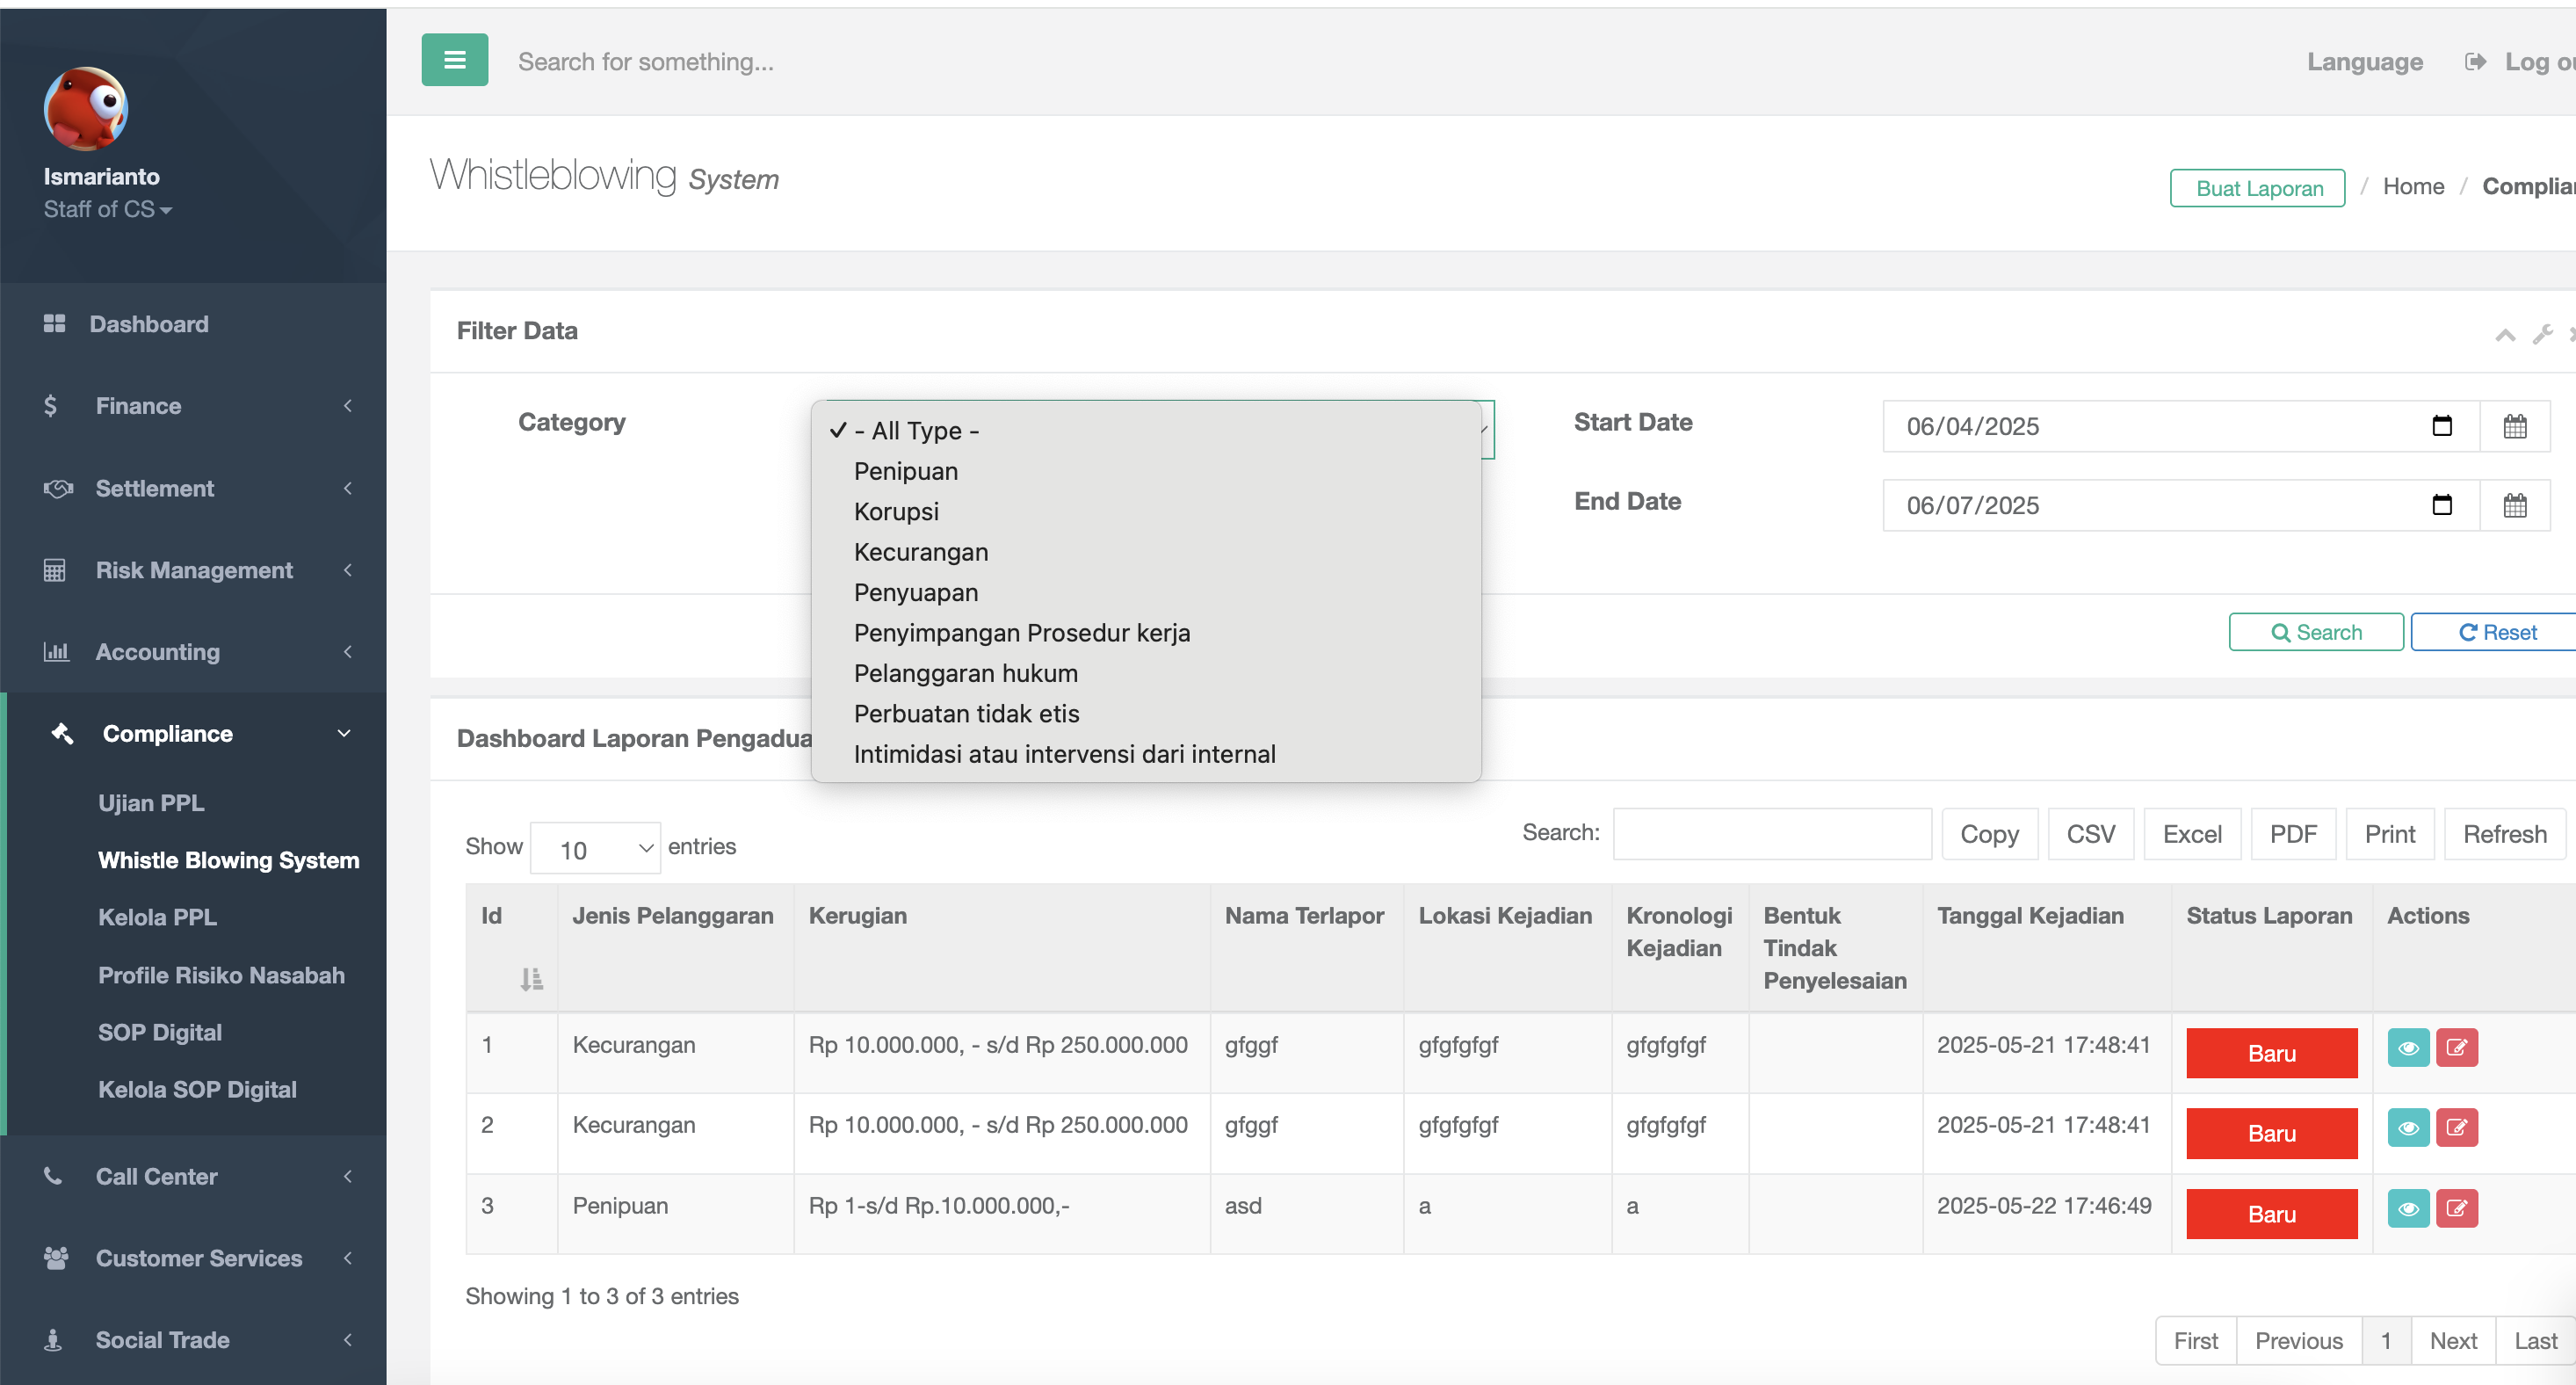 Ismarianto
Staff of CS
Dashboard
Finance
Settlement
Risk Management
Accounting
Compliance
Ujian PPL
Whistle Blowing System
Kelola PPL
Profile Risiko Nasabah
SOP Digital
Kelola SOP Digital
Call Center
Customer Services
Social Trade
Search for something...
Language
Log
Whistleblowing System
Buat Laporan / Home /
Filter Data
Category
- All Type -
Penipuan
Korupsi
Kecurangan
Penyuapan
Penyimpangan Prosedur kerja
Pelanggaran hukum
Perbuatan tidak etis
Intimidasi atau intervensi dari internal
Start Date
06/04/2025
End Date
06/07/2025
Search
Reset
Dashboard Laporan
Show 10 entries
Search:
Copy
CSV
Excel
PDF
Print
Refresh
Id Jenis Pelanggaran Kerugian Nama Terlapor Lokasi Kejadian Kronologi Kejadian Bentuk Tindak Penyelesaian Tanggal Kejadian Status Laporan Actions
1 Kecurangan Rp 10.000.000, - s/d Rp 250.000.000 gfggf gfgfgfgf gfgfgfgf 2025-05-21 17:48:41 Baru
2 Kecurangan Rp 10.000.000, - s/d Rp 250.000.000 gfggf gfgfgfgf gfgfgfgf 2025-05-21 17:48:41 Baru
3 Penipuan Rp 1-s/d Rp.10.000.000,- asd a a 2025-05-22 17:46:49 Baru
Showing 1 to 3 of 3 entries
First Previous 1 Next Last